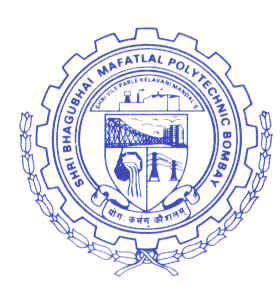 SHRI BHAGUBHAI MAFATLAL POLYTECHNIC BOMBAY
SHRI VILE PARLE KELAVANI MANDAL'S
योगः कर्मसु कौशलम्